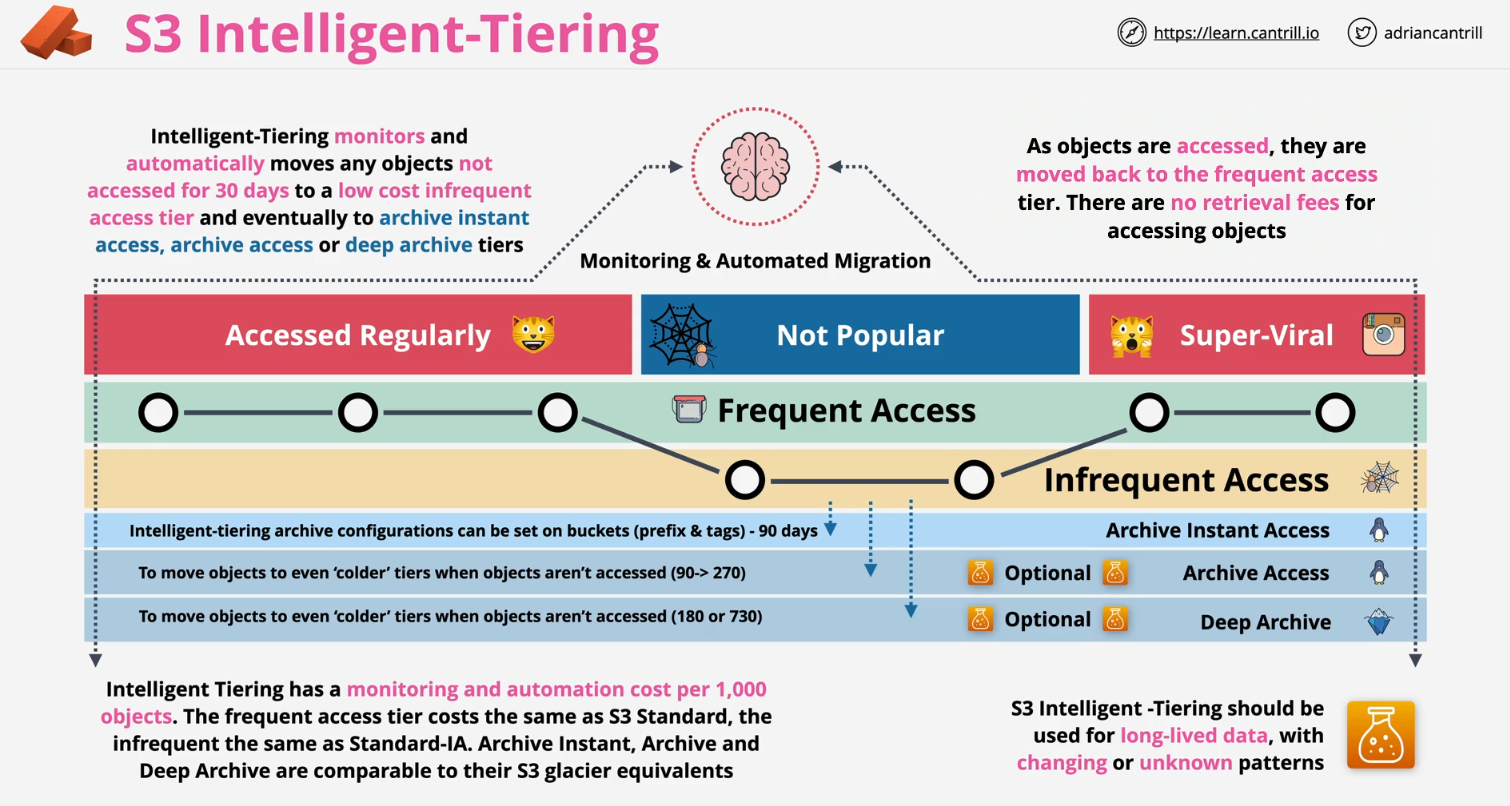 S3 Intelligent-Tiering
https://learn.cantrill.io
adriancantrill
Intelligent-Tiering monitors and
automatically moves any objects not
accessed for 30 days to a low cost infrequent
access tier and eventually to archive instant
access, archive access or deep archive tiers
As objects are accessed, they are
moved back to the frequent access
tier. There are no retrieval fees for
accessing objects
Monitoring & Automated Migration
Accessed Regularly
Not Popular
Super-Viral
Frequent Access
Infrequent Access
Intelligent-tiering archive configurations can be set on buckets (prefix & tags) - 90 days
Archive Instant Access
To move objects to even ‘colder’ tiers when objects aren’t accessed (90-> 270)
Optional
Archive Access
To move objects to even ‘colder’ tiers when objects aren’t accessed (180 or 730)
Optional
Deep Archive
Intelligent Tiering has a monitoring and automation cost per 1,000
objects. The frequent access tier costs the same as S3 Standard, the
infrequent the same as Standard-IA. Archive Instant, Archive and
Deep Archive are comparable to their S3 glacier equivalents
S3 Intelligent -Tiering should be
used for long-lived data, with
changing or unknown patterns